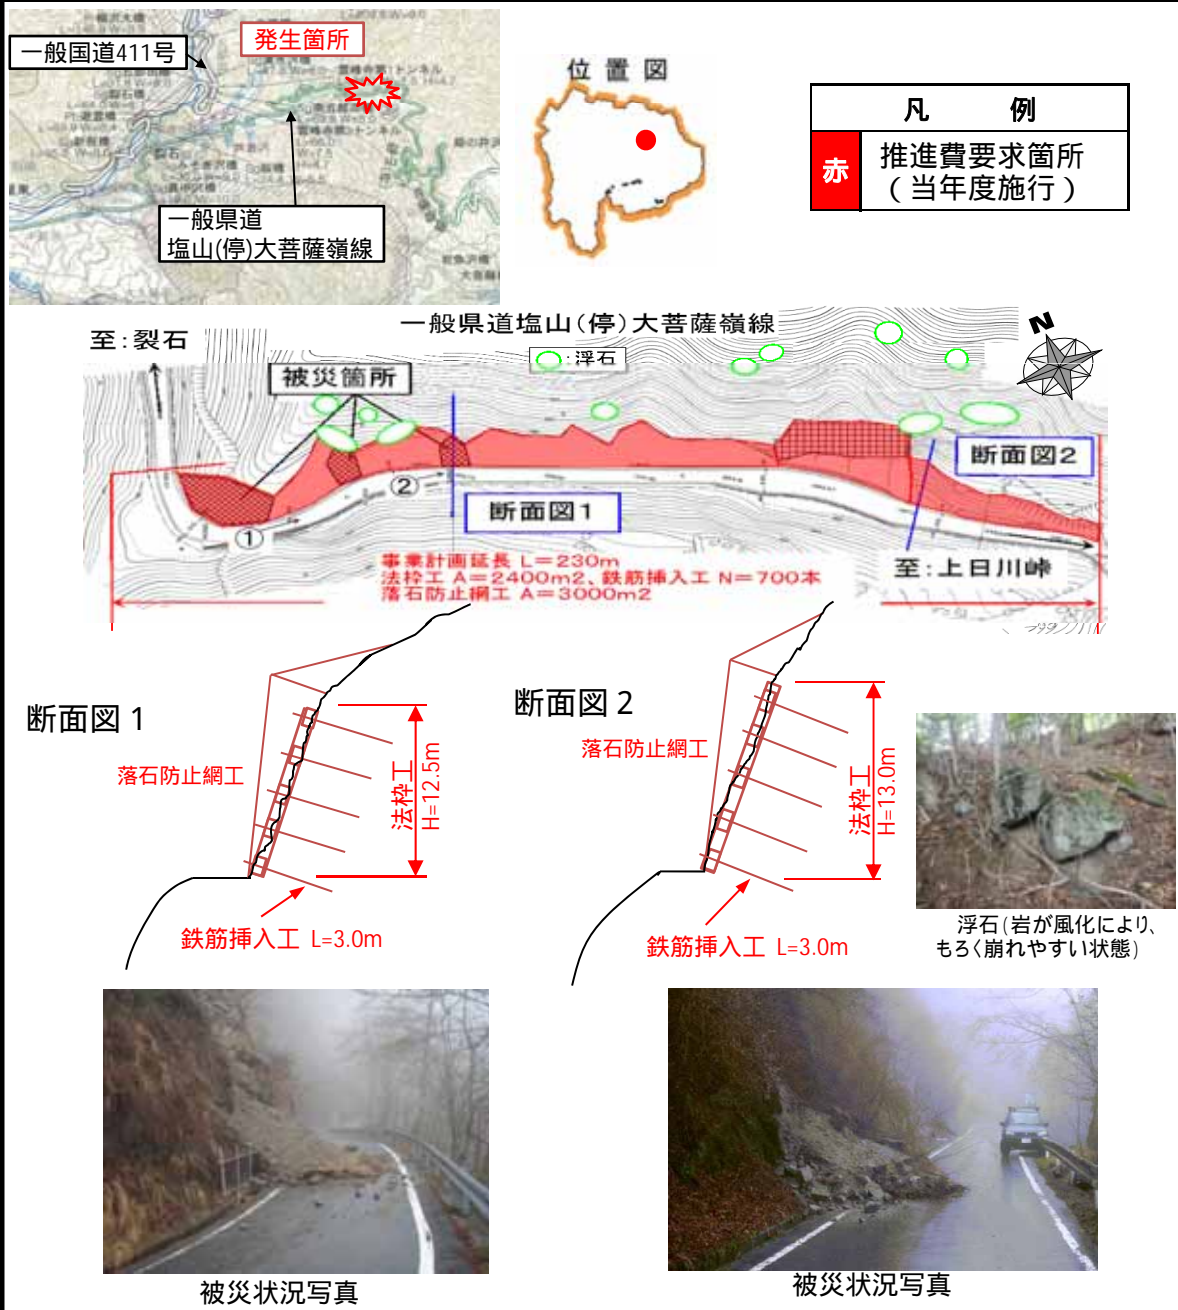 一般国道411号
発生箇所
一般県道
塩山(停)大菩薩嶺線
位置図
凡　例
赤
推進費要求箇所
(当年度施行)
一般県道塩山(停)大菩薩嶺線
至:裂石
:浮石
N
被災箇所
断面図2
②
断面図1
①
事業計画延長 L=230m
法枠工 A=2400m2、鉄筋挿入工 N=700本
落石防止網工 A=3000m2
至:上日川峠
断面図 1
落石防止網工
法枠工
H=12.5m
鉄筋挿入工 L=3.0m
断面図 2
落石防止網工
法枠工
H=13.0m
鉄筋挿入工 L=3.0m
浮石(岩が風化により、
もろく崩れやすい状態)
被災状況写真
被災状況写真